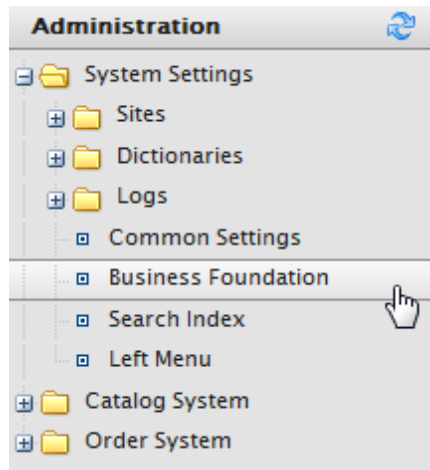 Administration
System Settings
Sites
Dictionaries
Logs
Common Settings
Business Foundation
Search Index
Left Menu
Catalog System
Order System